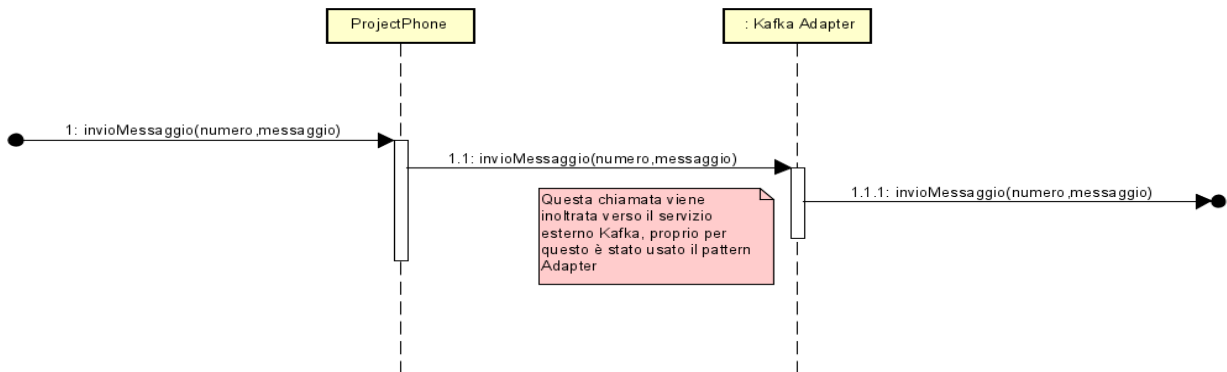 ProjectPhone
: Kafka Adapter
1: invioMessaggio(numero,messaggio)
1.1: invioMessaggio(numero,messaggio)
1.1.1: invioMessaggio(numero,messaggio)
Questa chiamata viene
inoltrata verso il servizio
esterno Kafka, proprio per
questo è stato usato il pattern
Adapter